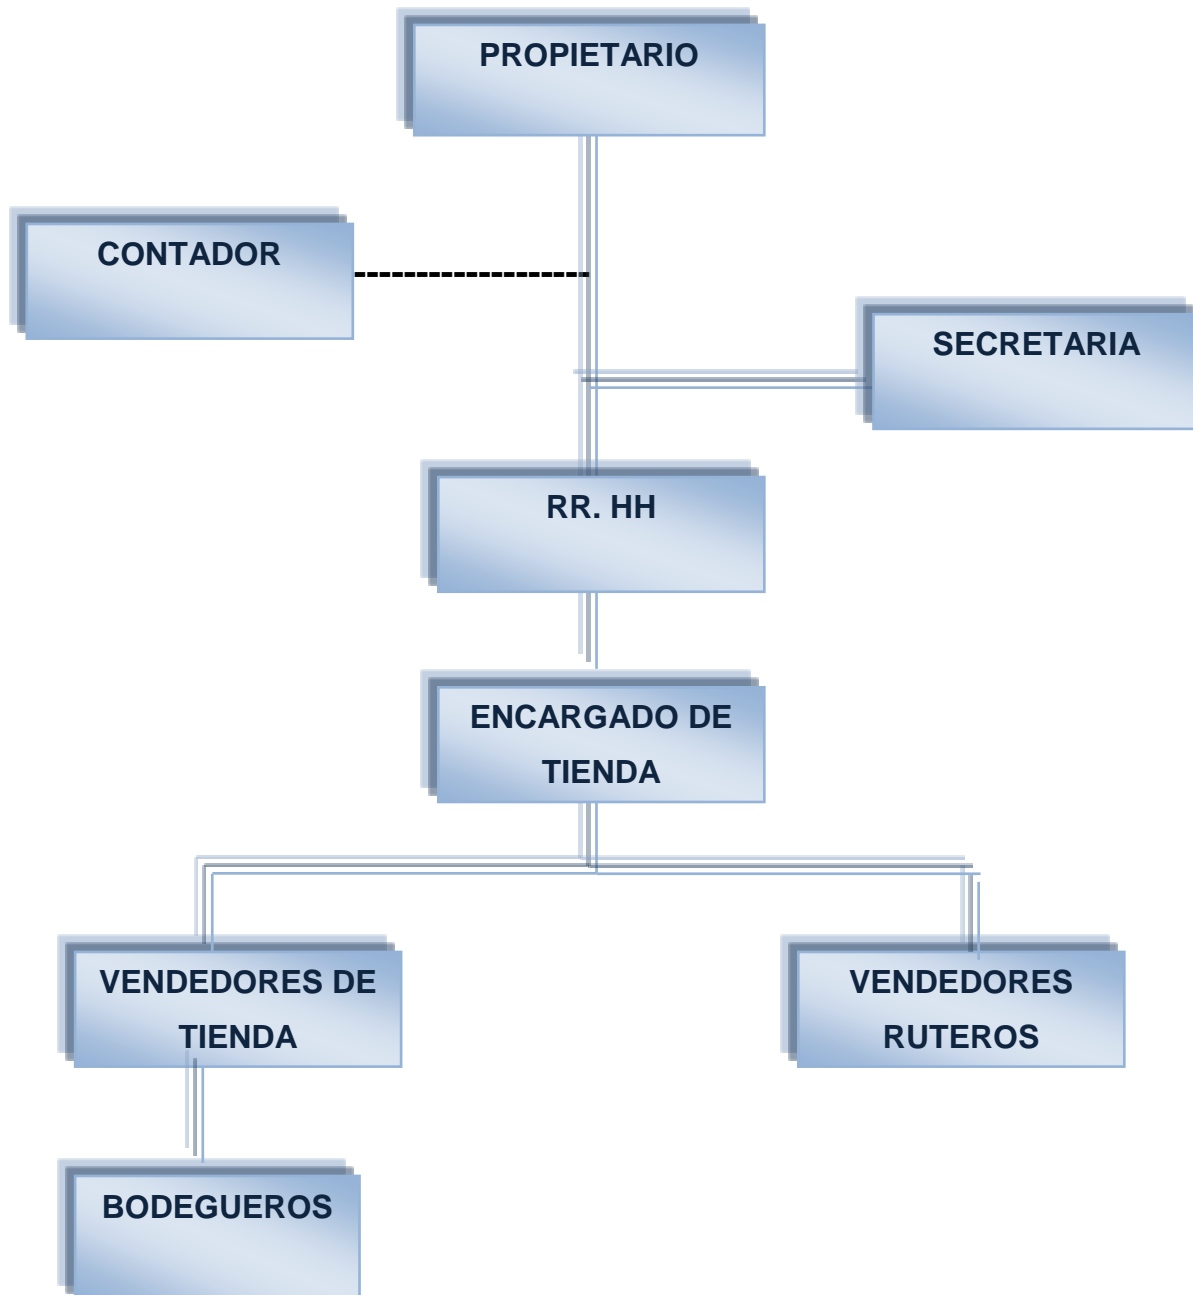 PROPIETARIO
CONTADOR
SECRETARIA
RR. HH
ENCARGADO DE
TIENDA
VENDEDORES DE
TIENDA
VENDEDORES
RUTEROS
BODEGUEROS